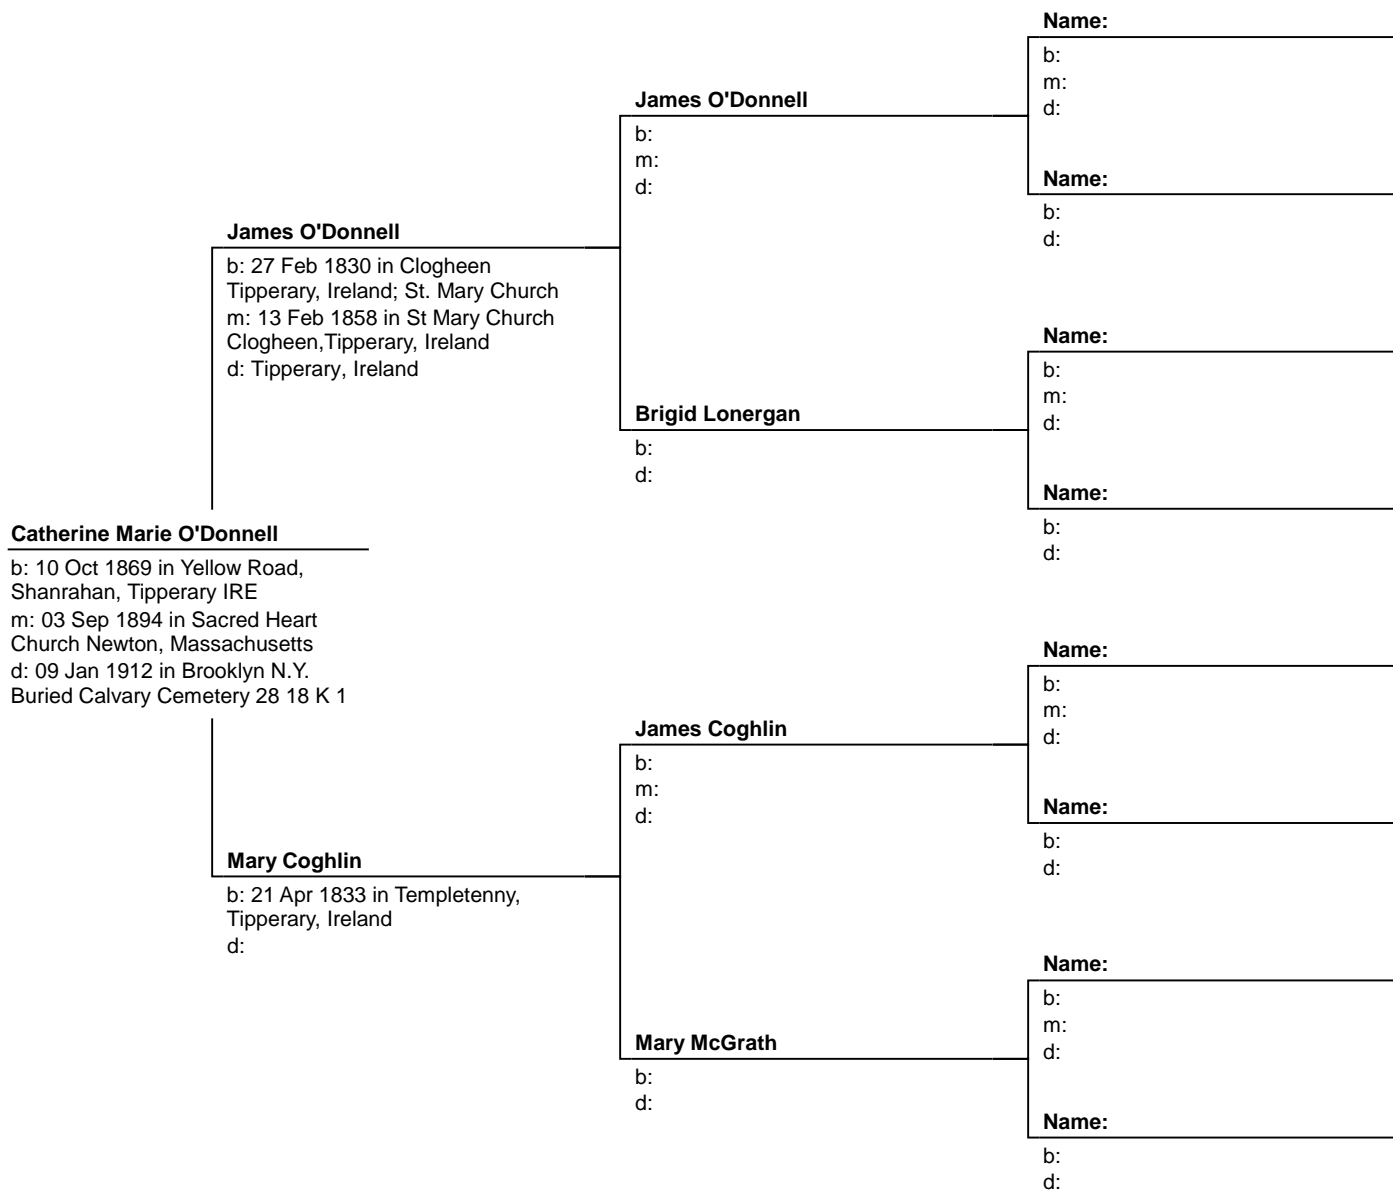 Catherine Marie O'Donnell
b: 10 Oct 1869 in Yellow Road,
Shanrahan, Tipperary IRE
m: 03 Sep 1894 in Sacred Heart
Church Newton, Massachusetts
d: 09 Jan 1912 in Brooklyn N.Y.
Buried Calvary Cemetery 28 18 K 1
James O'Donnell
b: 27 Feb 1830 in Clogheen
Tipperary, Ireland; St. Mary Church
m: 13 Feb 1858 in St Mary Church
Clogheen,Tipperary, Ireland
d: Tipperary, Ireland
Mary Coghlin
b: 21 Apr 1833 in Templetenny,
Tipperary, Ireland
d:
James O'Donnell
b:
m:
d:
Brigid Lonergan
b:
d:
James Coghlin
b:
m:
d:
Mary McGrath
b:
d:
Name:
b:
m:
d:
Name:
b:
d:
Name:
b:
m:
d:
Name:
b:
d:
Name:
b:
m:
d:
Name:
b:
d:
Name:
b:
m:
d:
Name:
b:
d: